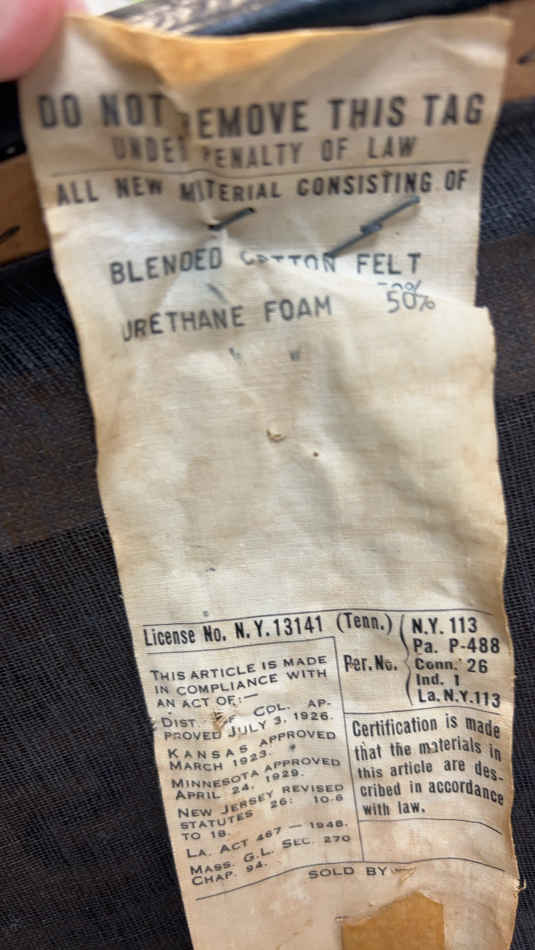 DO NOT REMOVE THIS TAG
UNDER PENALTY OF LAW
ALL NEW MATERIAL CONSISTING OF
BLENDED COTTON FELT
50%
URETHANE FOAM 50%
License No. N.Y.13141 (Tenn.)
Per. No.
N.Y. 113
Pa. P-488
Conn. 26
Ind. 1
La. N.Y.113
THIS ARTICLE IS MADE
IN COMPLIANCE WITH
AN ACT OF:—
DIST. OF COL. AP-
PROVED JULY 3, 1926.
KANSAS APPROVED
MARCH 1923.
MINNESOTA APPROVED
APRIL 24, 1929.
NEW JERSEY REVISED
STATUTES 26: 10-6
TO 18.
LA. ACT 467 — 1948.
MASS. G.L. SEC. 270
CHAP. 94.
Certification is made
that the materials in
this article are des-
cribed in accordance
with law.
SOLD BY